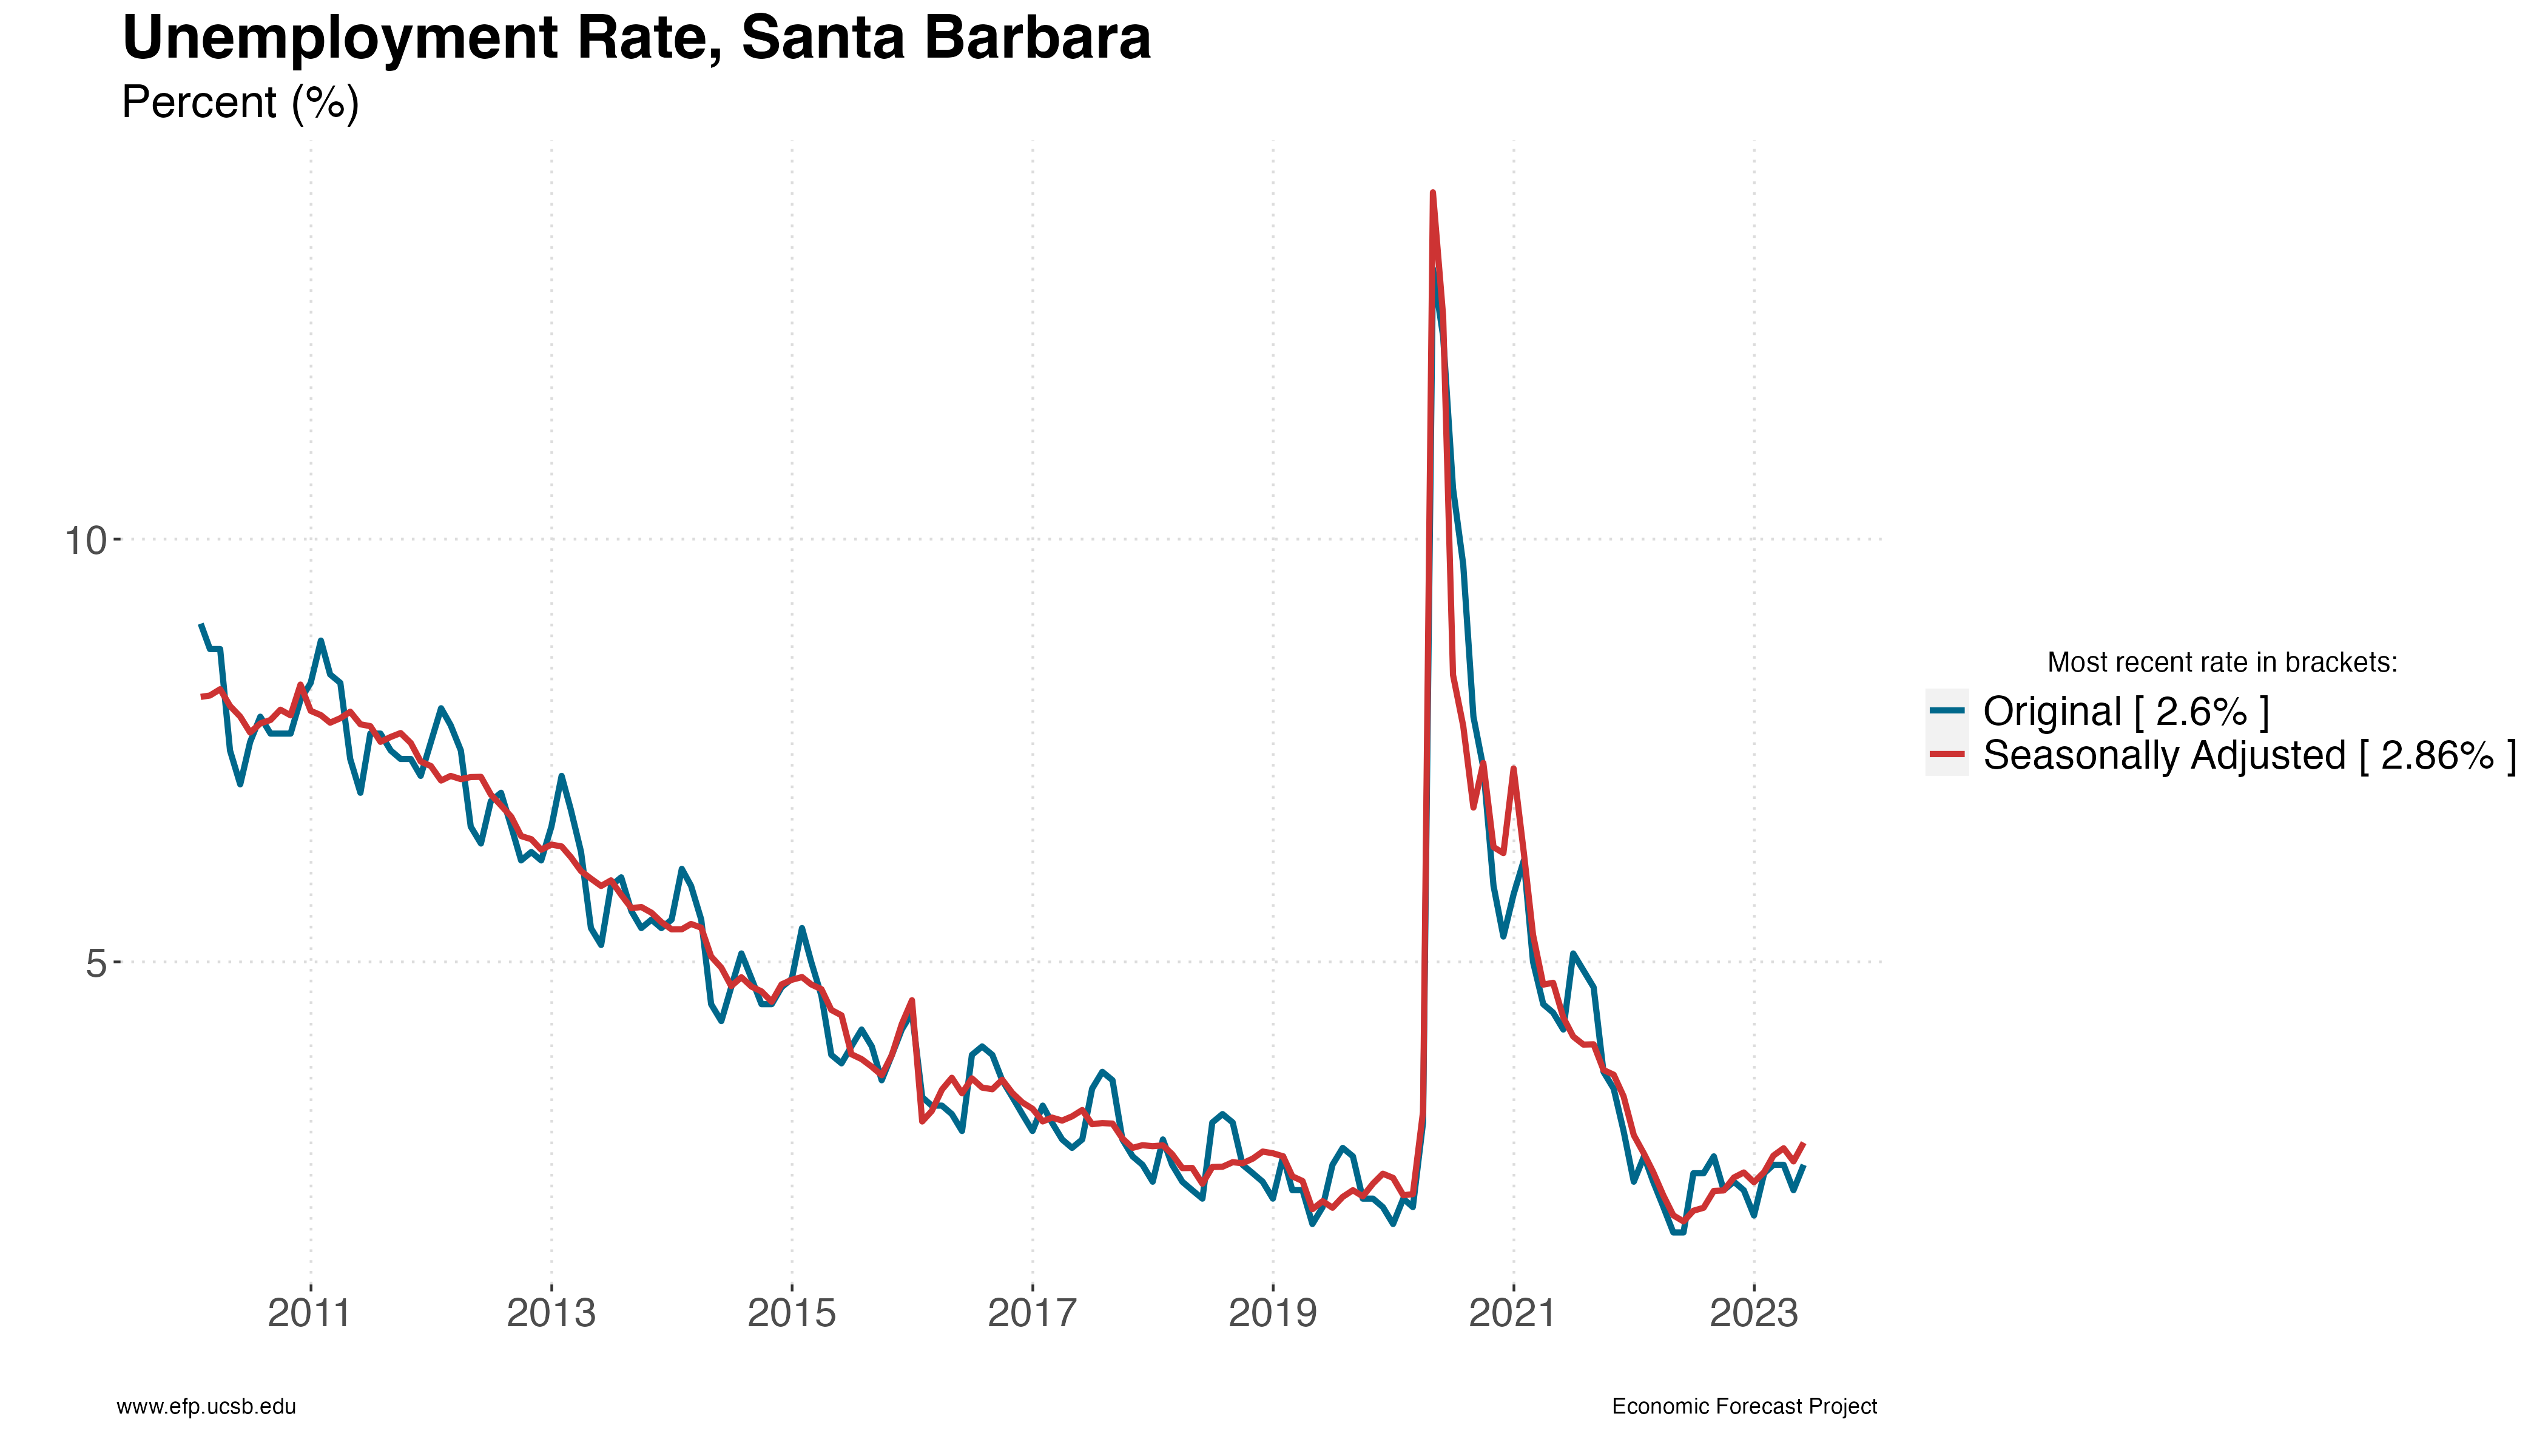 Unemployment Rate, Santa Barbara
Percent (%)
10
5
Most recent rate in brackets:
Original [ 2.6% ]
Seasonally Adjusted [ 2.86% ]
2011 2013 2015 2017 2019 2021 2023
www.efp.ucsb.edu Economic Forecast Project